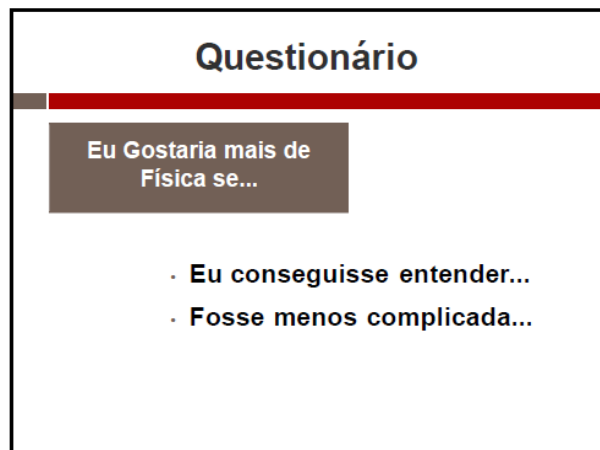 Questionário
Eu Gostaria mais de
Física se...
· Eu conseguisse entender...
· Fosse menos complicada...